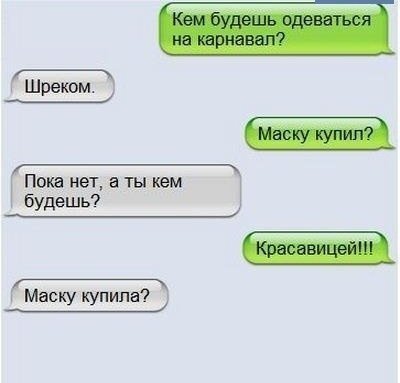 Кем будешь одеваться
на карнавал?
Шреком.
Маску купил?
Пока нет, а ты кем
будешь?
Красавицей!!!
Маску купила?